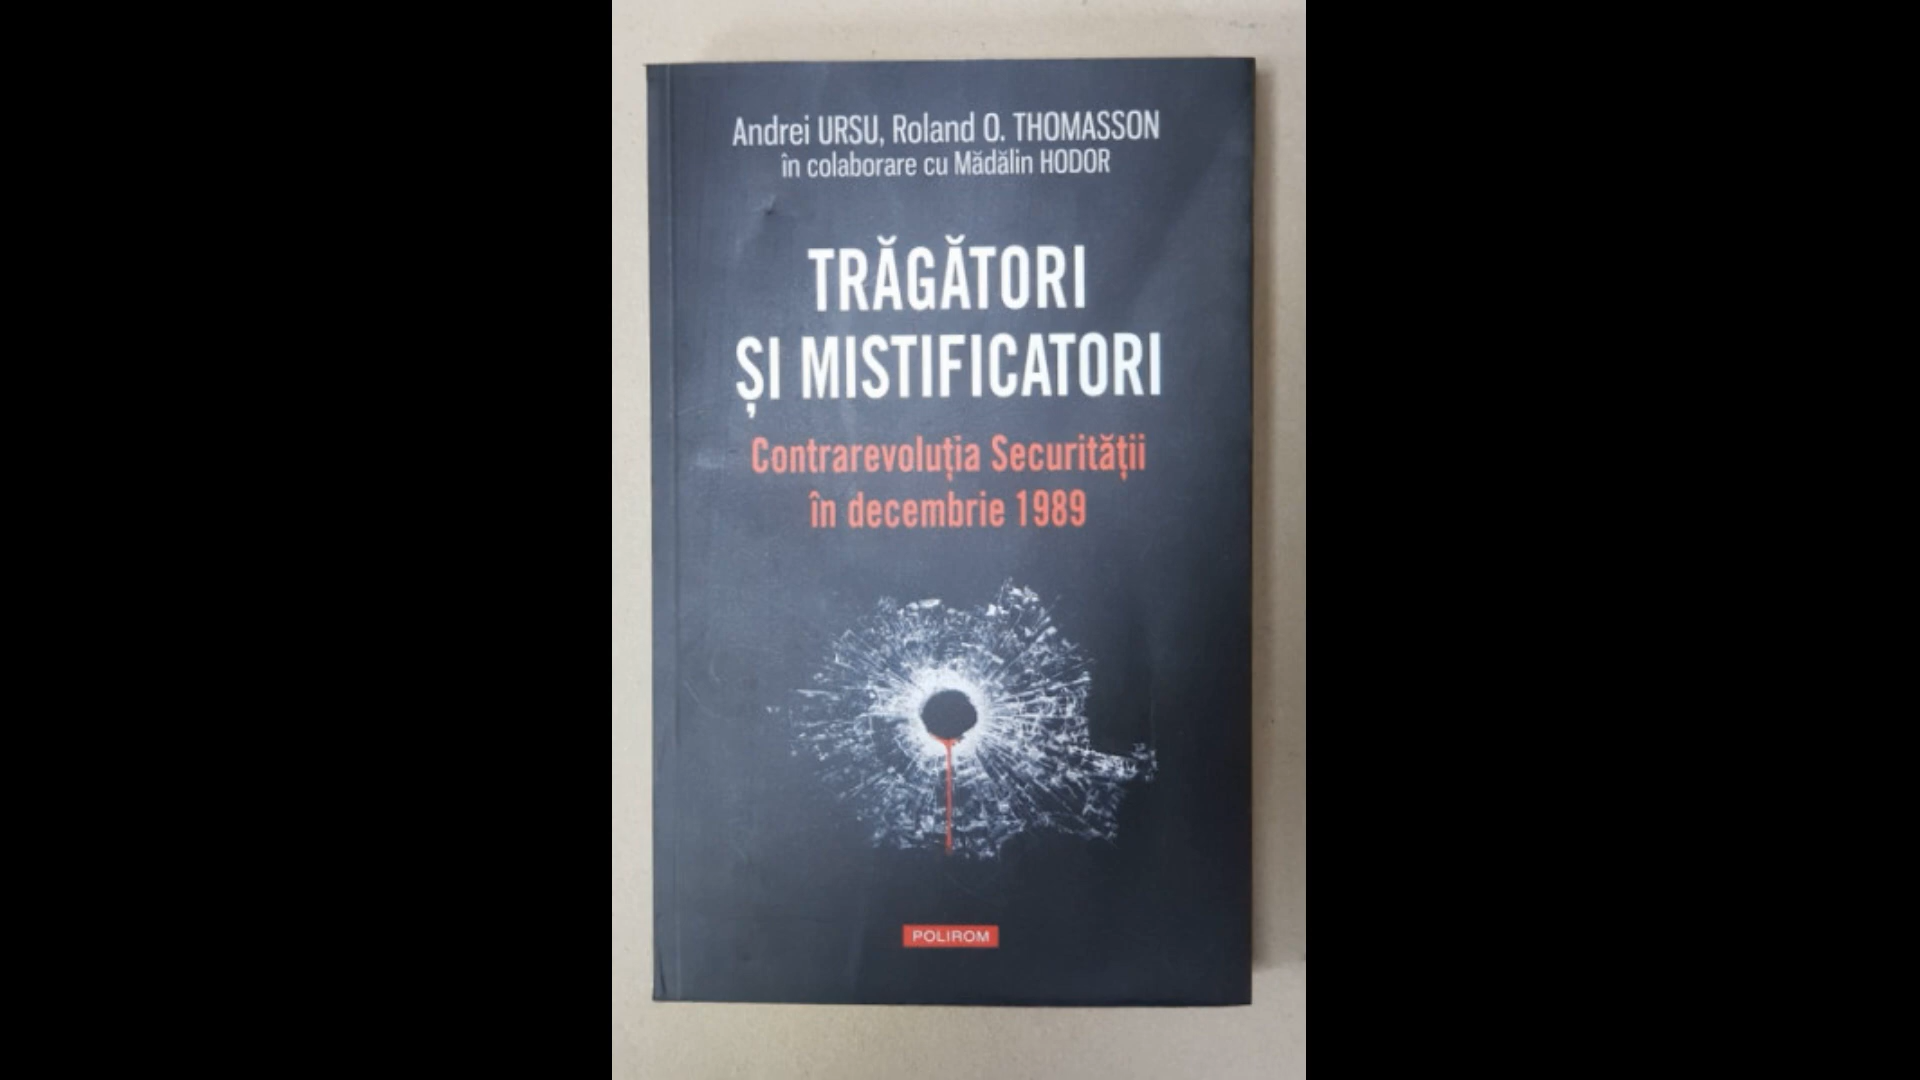 Andrei URSU, Roland O. THOMASSON
în colaborare cu Mădălin HODOR
TRĂGĂTORI
ȘI MISTIFICATORI
Contrarevoluția Securității
în decembrie 1989
POLIROM